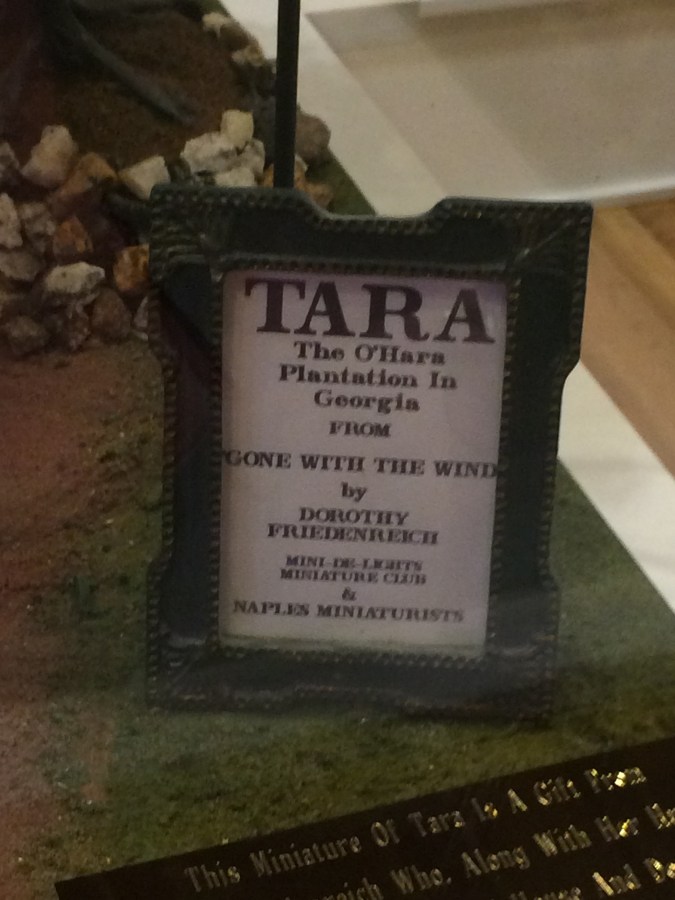 TARA
The O'Hara
Plantation In
Georgia
FROM
"GONE WITH THE WIND
by
DOROTHY
FRIEDENREICH
MINI-DE-LIGHTS
MINIATURE CLUB
&
NAPLES MINIATURISTS
This Miniature Of Tara Is A Gift From
Who, Along With Her
And